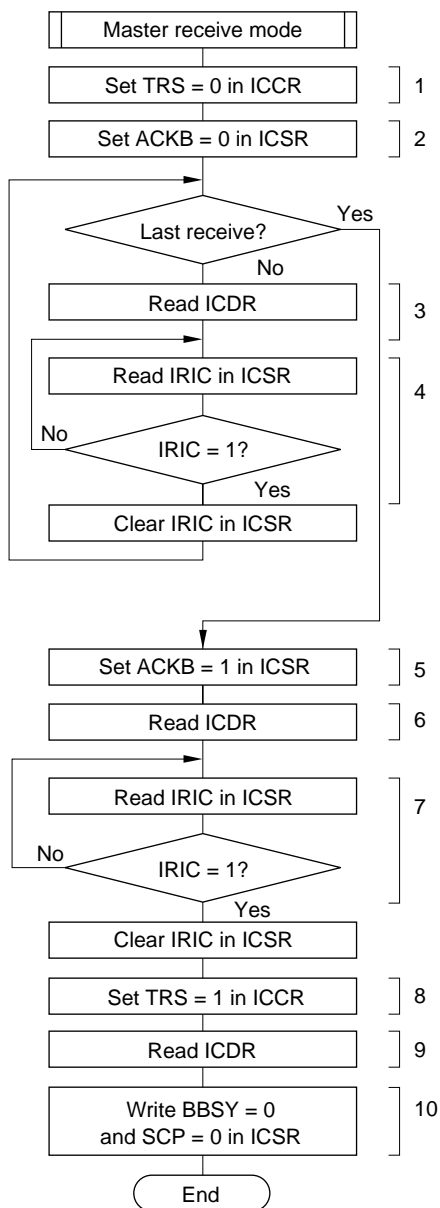 Master receive mode
Set TRS = 0 in ICCR
1
Set ACKB = 0 in ICSR
2
Last receive?
Yes
No
Read ICDR
3
Read IRIC in ICSR
4
No
IRIC = 1?
Yes
Clear IRIC in ICSR
Set ACKB = 1 in ICSR
5
Read ICDR
6
Read IRIC in ICSR
7
No
IRIC = 1?
Yes
Clear IRIC in ICSR
Set TRS = 1 in ICCR
8
Read ICDR
9
Write BBSY = 0
and SCP = 0 in ICSR
10
End